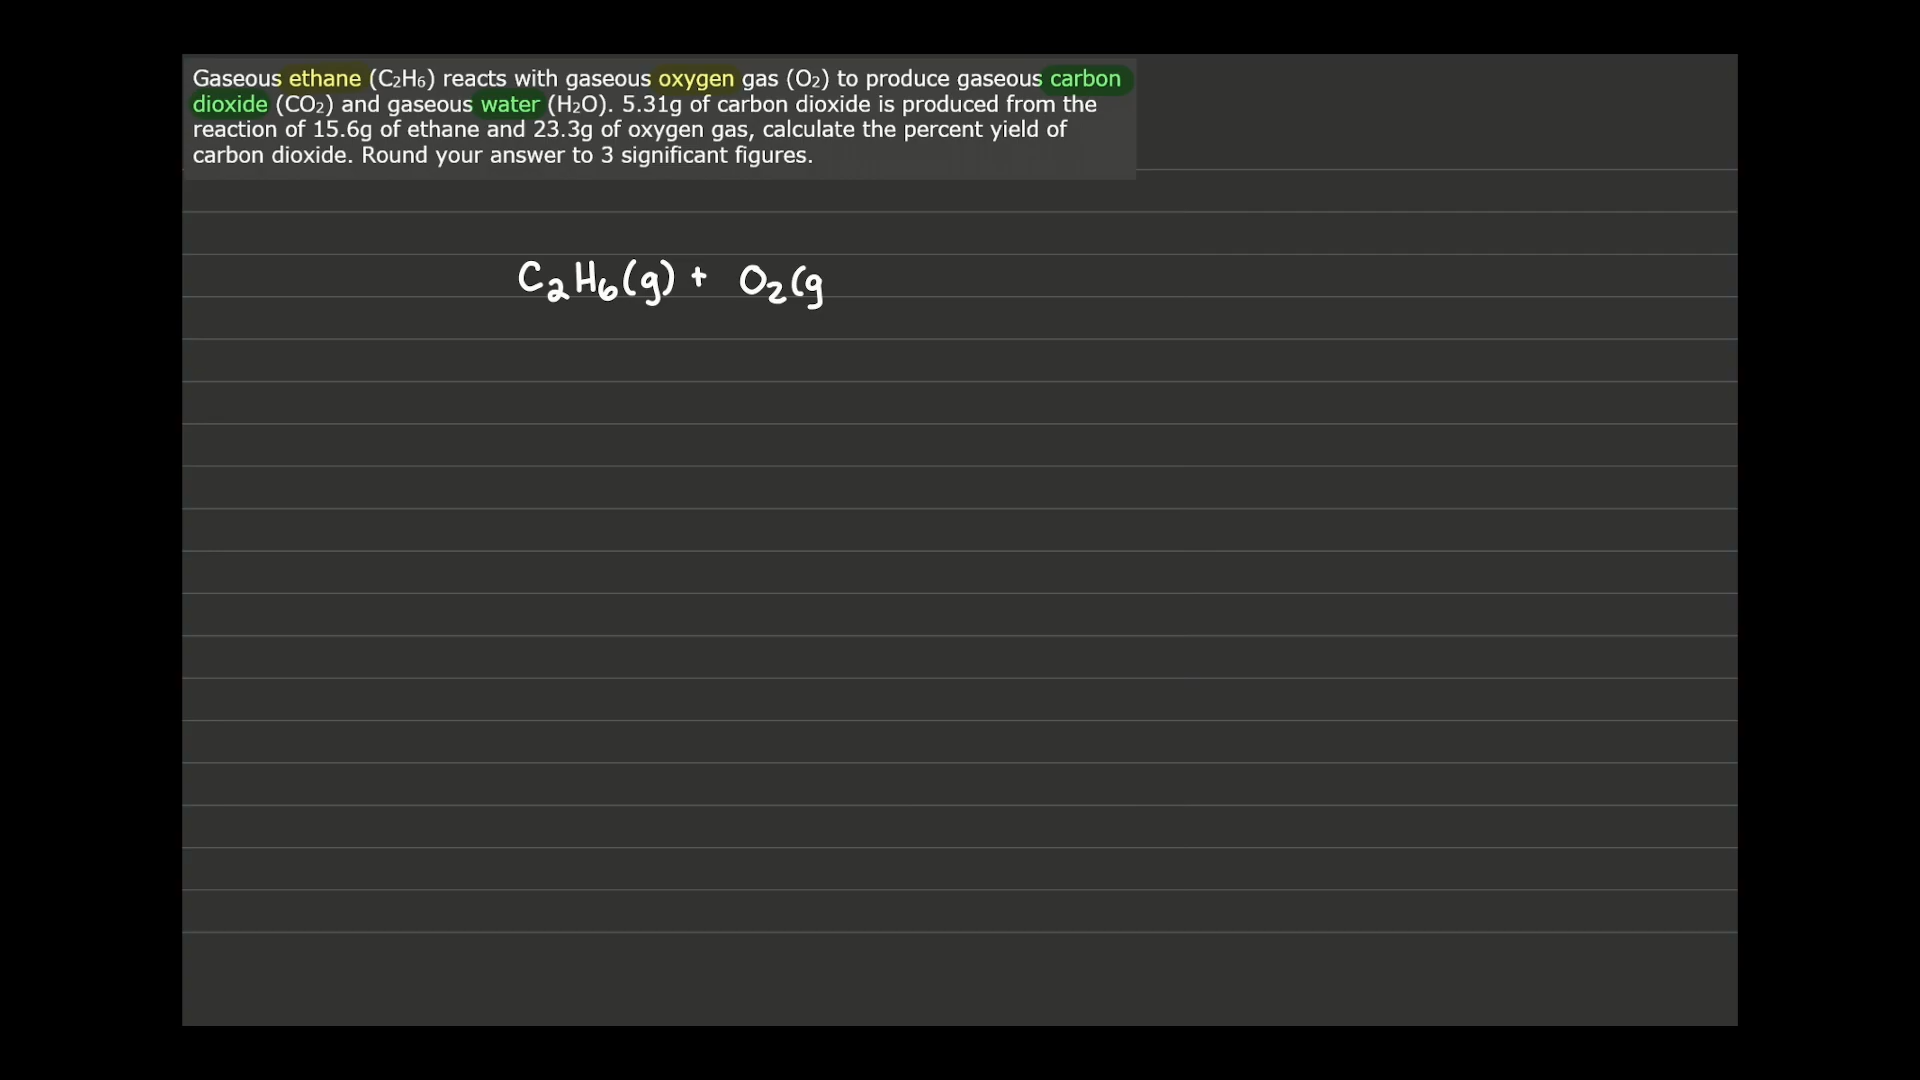 Gaseous ethane (C₂H₆) reacts with gaseous oxygen gas (O₂) to produce gaseous carbon
dioxide (CO₂) and gaseous water (H₂O). 5.31g of carbon dioxide is produced from the
reaction of 15.6g of ethane and 23.3g of oxygen gas, calculate the percent yield of
carbon dioxide. Round your answer to 3 significant figures.
C₂H₆(g) + O₂(g